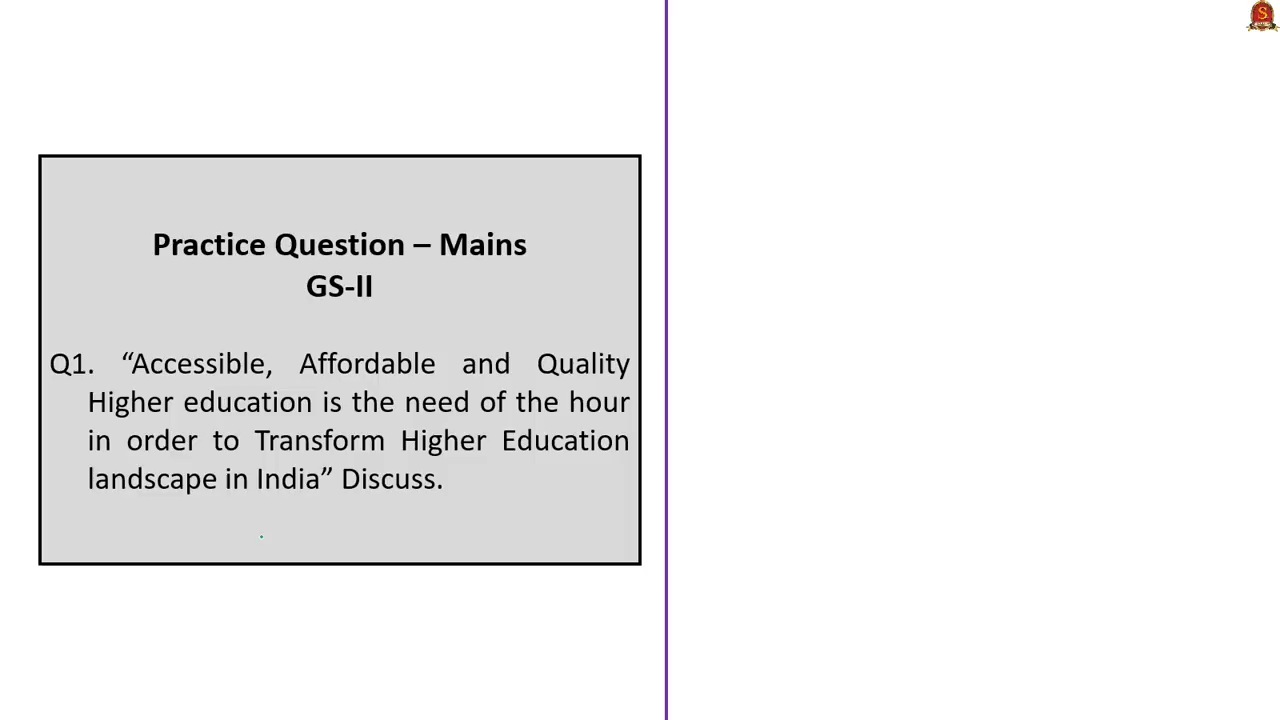 Practice Question – Mains
GS-II
Q1. “Accessible, Affordable and Quality
Higher education is the need of the hour
in order to Transform Higher Education
landscape in India” Discuss.